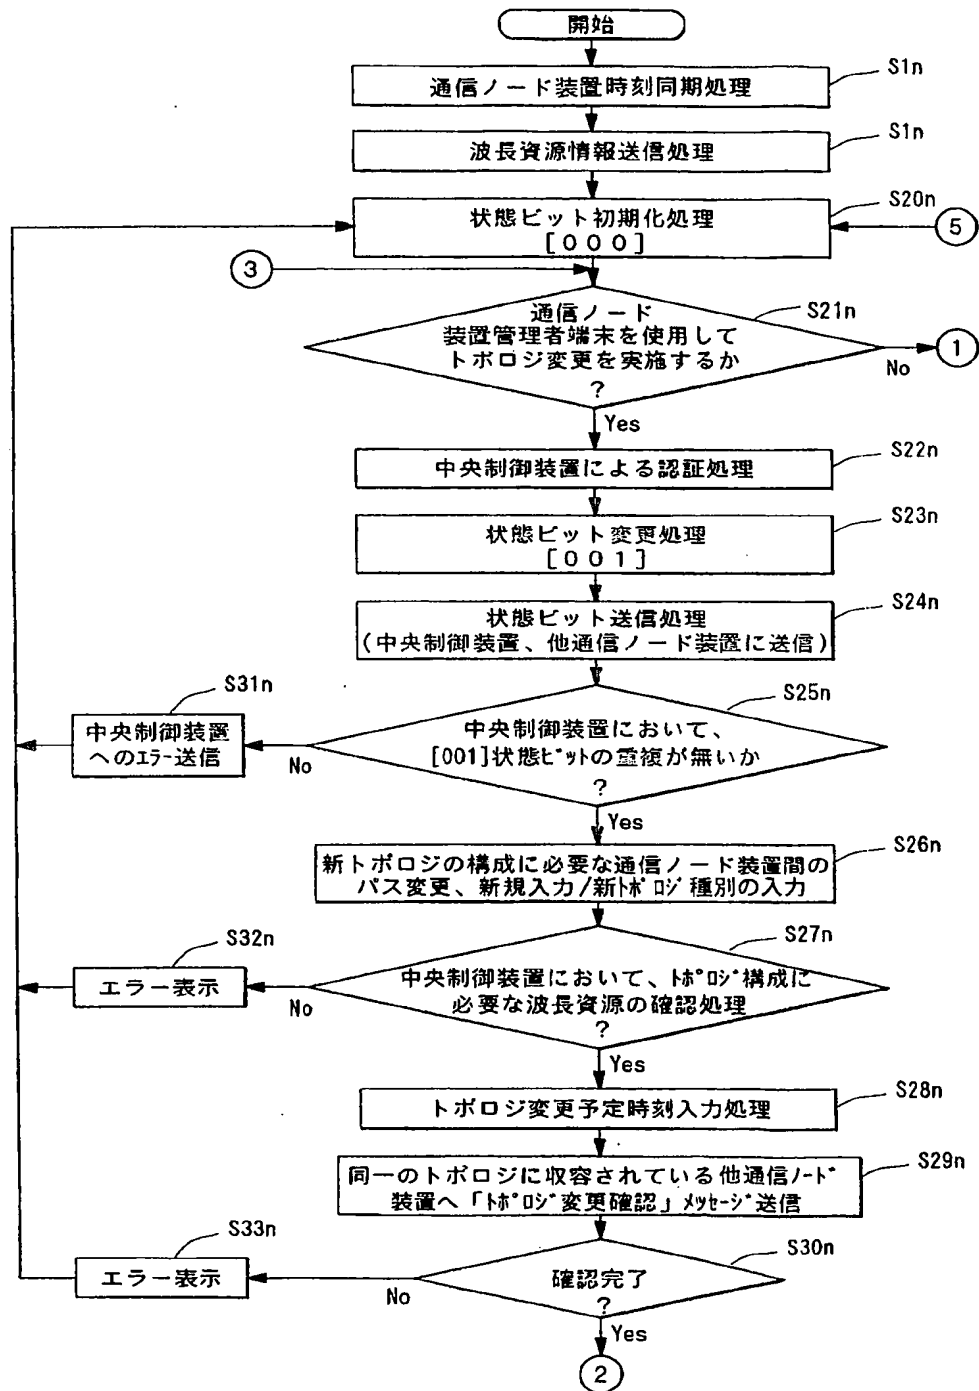 開始
S1n
通信ノード装置時刻同期処理
S1n
波長資源情報送信処理
S20n
状態ビット初期化処理
[000]
5
3
S21n
通信ノード
装置管理者端末を使用して
トポロジ変更を実施するか
?
No
1
Yes
S22n
中央制御装置による認証処理
S23n
状態ビット変更処理
[001]
S24n
状態ビット送信処理
(中央制御装置、他通信ノード装置に送信)
S25n
中央制御装置において、
[001]状態ビットの重複が無いか
?
No
S31n
中央制御装置
へのエラー送信
Yes
S26n
新トポロジの構成に必要な通信ノード装置間の
パス変更、新規入力/新トポロジ種別の入力
S27n
中央制御装置において、トポロジ構成に
必要な波長資源の確認処理
?
No
S32n
エラー表示
Yes
S28n
トポロジ変更予定時刻入力処理
S29n
同一のトポロジに収容されている他通信ノード
装置へ「トポロジ変更確認」メッセージ送信
S30n
確認完了
?
No
S33n
エラー表示
Yes
2